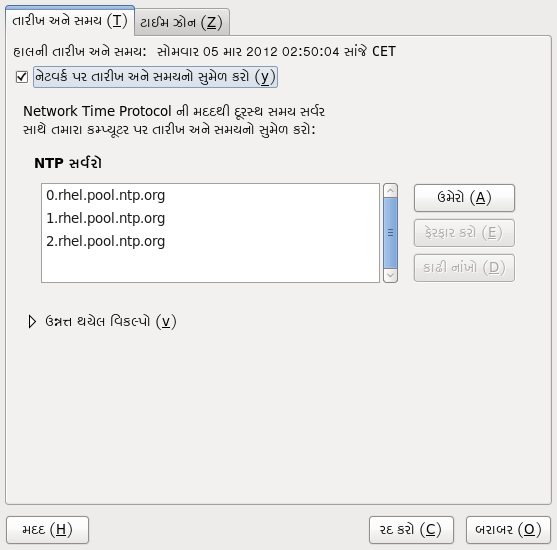 તારીખ અને સમય (T)
ટાઈમ ઝોન (Z)
હાલની તારીખ અને સમય: સોમવાર 05 માર 2012 02:50:04 સાંજે CET
નેટવર્ક પર તારીખ અને સમયનો સુમેળ કરો (y)
Network Time Protocol ની મદદથી દૂરસ્થ સમય સર્વર
સાથે તમારા કમ્પ્યૂટર પર તારીખ અને સમયનો સુમેળ કરો:
NTP સર્વરો
0.rhel.pool.ntp.org
1.rhel.pool.ntp.org
2.rhel.pool.ntp.org
ઉમેરો (A)
ફેરફાર કરો (E)
કાઢી નાંખો (D)
ઉન્નત્ત થયેલ વિકલ્પો (v)
મદદ (H)
રદ કરો (C)
બરાબર (O)